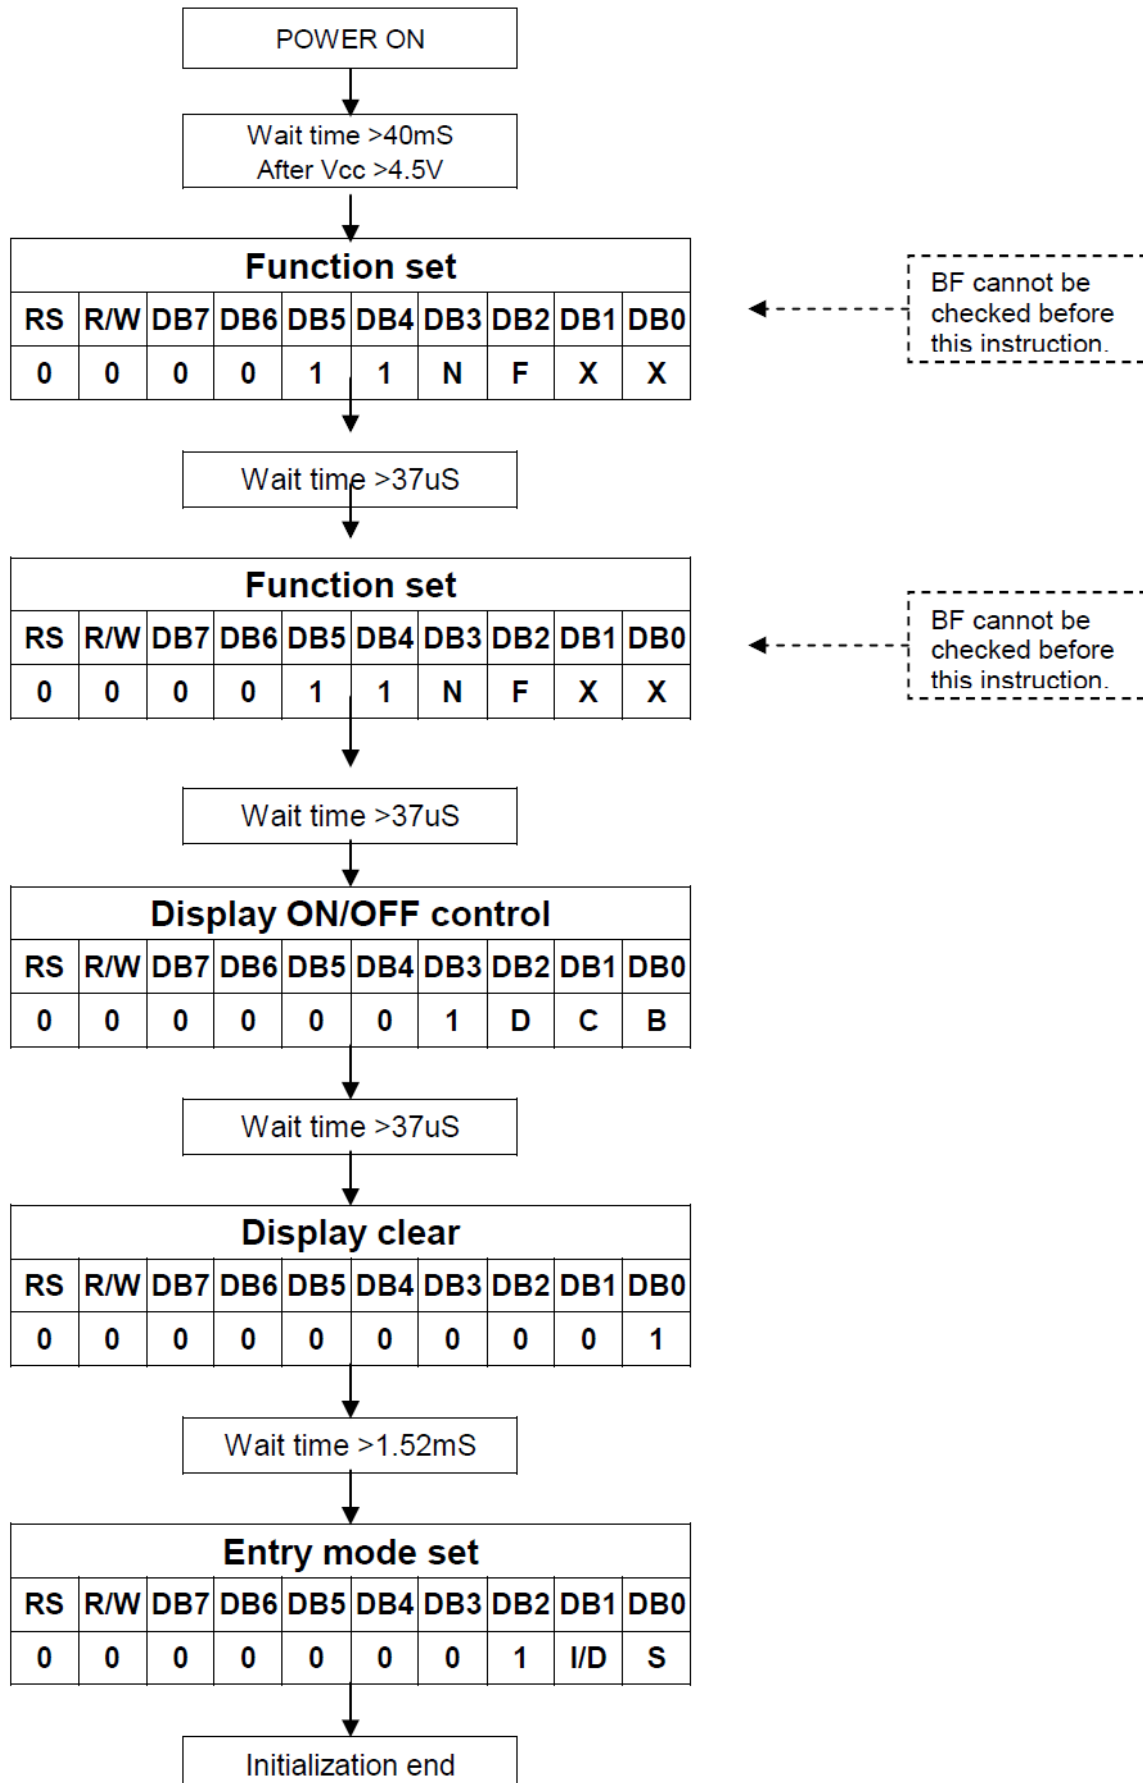 POWER ON
Wait time >40mS
After Vcc >4.5V
Function set
RS R/W DB7 DB6 DB5 DB4 DB3 DB2 DB1 DB0
0 0 0 0 1 1 N F X X
BF cannot be
checked before
this instruction.
Wait time >37uS
Function set
RS R/W DB7 DB6 DB5 DB4 DB3 DB2 DB1 DB0
0 0 0 0 1 1 N F X X
BF cannot be
checked before
this instruction.
Wait time >37uS
Display ON/OFF control
RS R/W DB7 DB6 DB5 DB4 DB3 DB2 DB1 DB0
0 0 0 0 0 0 1 D C B
Wait time >37uS
Display clear
RS R/W DB7 DB6 DB5 DB4 DB3 DB2 DB1 DB0
0 0 0 0 0 0 0 0 0 1
Wait time >1.52mS
Entry mode set
RS R/W DB7 DB6 DB5 DB4 DB3 DB2 DB1 DB0
0 0 0 0 0 0 0 1 I/D S
Initialization end